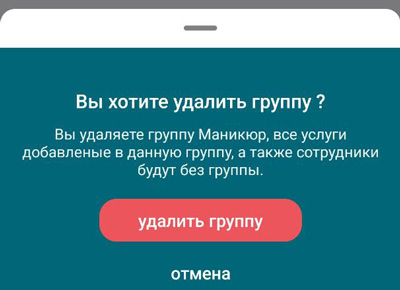 Вы хотите удалить группу ?
Вы удаляете группу Маникюр, все услуги
добавленые в данную группу, а также сотрудники
будут без группы.
удалить группу
отмена